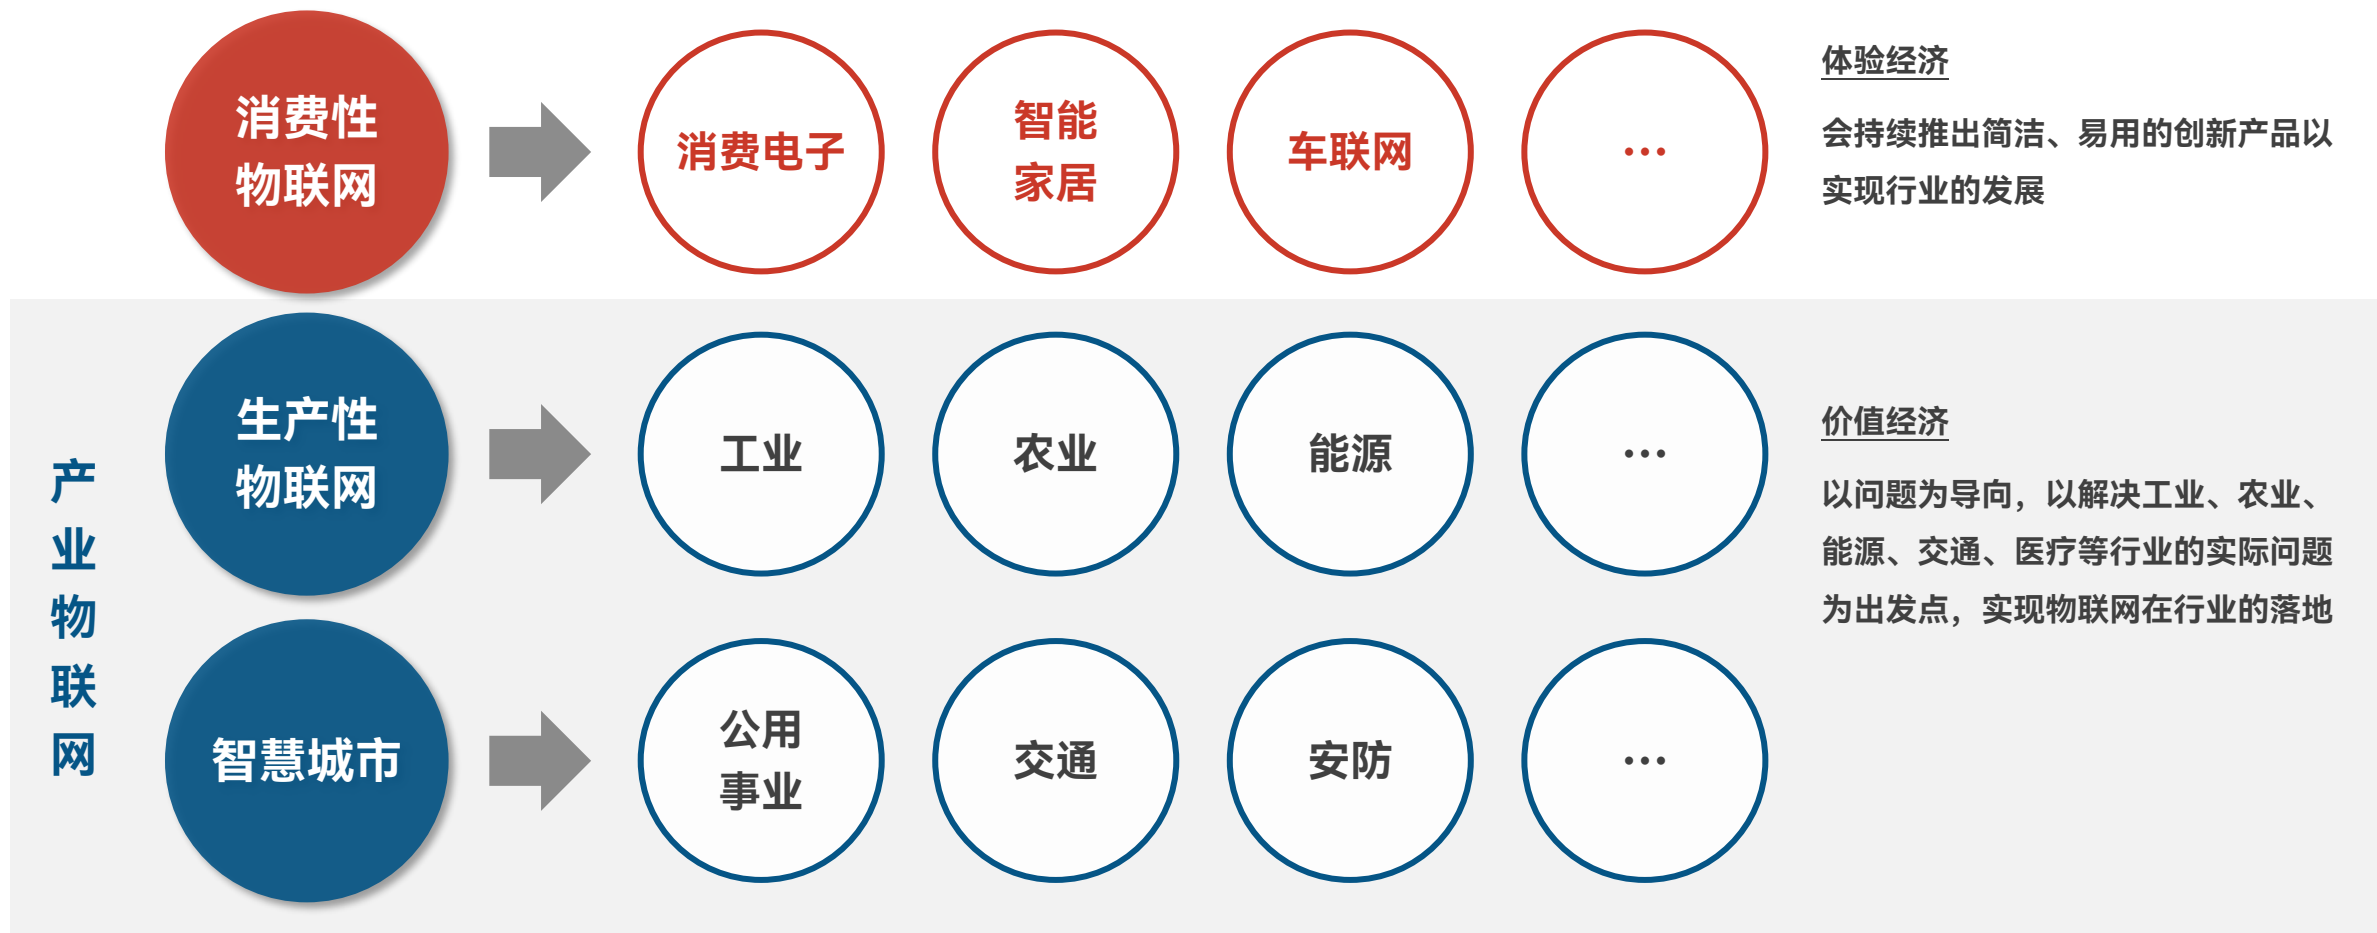 消费性
物联网
消费电子
智能
家居
车联网
…
体验经济
会持续推出简洁、易用的创新产品以
实现行业的发展
产
业
物
联
网
生产性
物联网
工业
农业
能源
…
价值经济
以问题为导向，以解决工业、农业、
能源、交通、医疗等行业的实际问题
为出发点，实现物联网在行业的落地
智慧城市
公用
事业
交通
安防
…